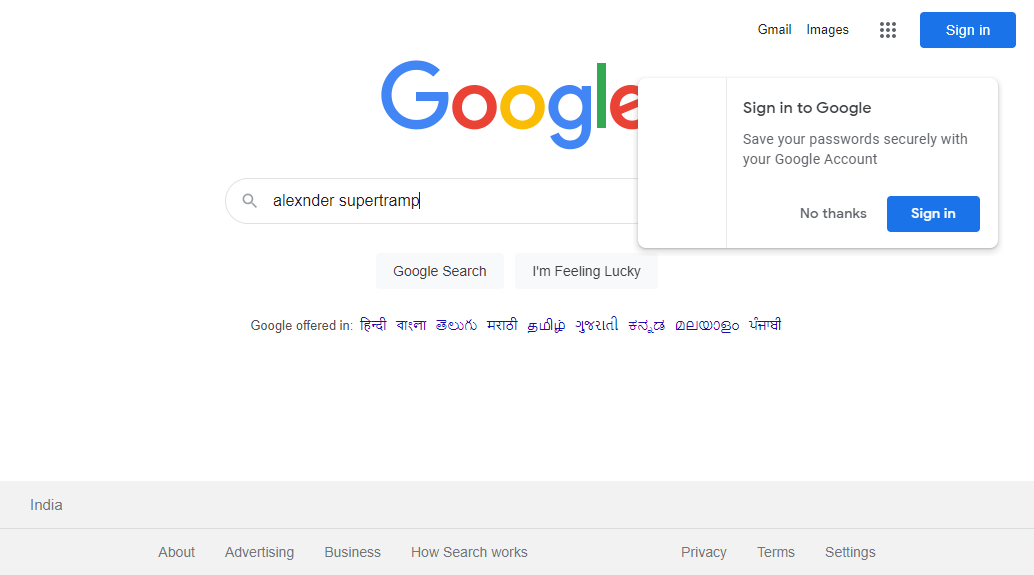 Gmail Images Sign in
Google
Sign in to Google
Save your passwords securely with
your Google Account
No thanks Sign in
alexnder supertramp
Google Search I'm Feeling Lucky
Google offered in: हिन्दी বাংলা తెలుగు मराठी தமிழ் ગુજરાતી ಕನ್ನಡ മലയാളം ਪੰਜਾਬੀ
India
About Advertising Business How Search works Privacy Terms Settings